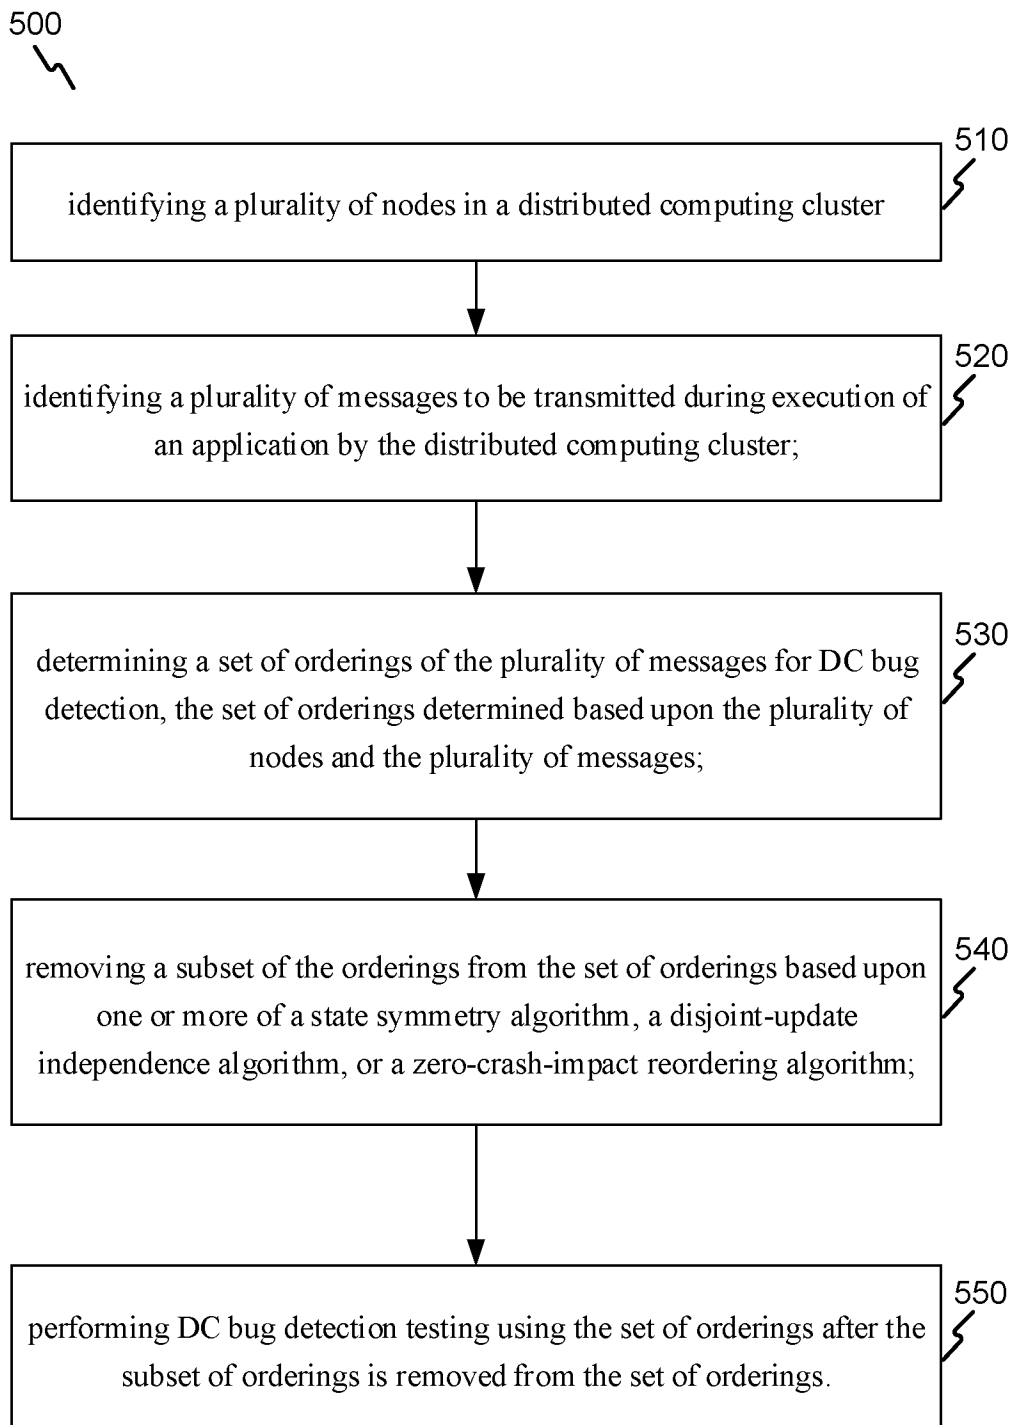 500
510
identifying a plurality of nodes in a distributed computing cluster
520
identifying a plurality of messages to be transmitted during execution of
an application by the distributed computing cluster;
530
determining a set of orderings of the plurality of messages for DC bug
detection, the set of orderings determined based upon the plurality of
nodes and the plurality of messages;
540
removing a subset of the orderings from the set of orderings based upon
one or more of a state symmetry algorithm, a disjoint-update
independence algorithm, or a zero-crash-impact reordering algorithm;
550
performing DC bug detection testing using the set of orderings after the
subset of orderings is removed from the set of orderings.